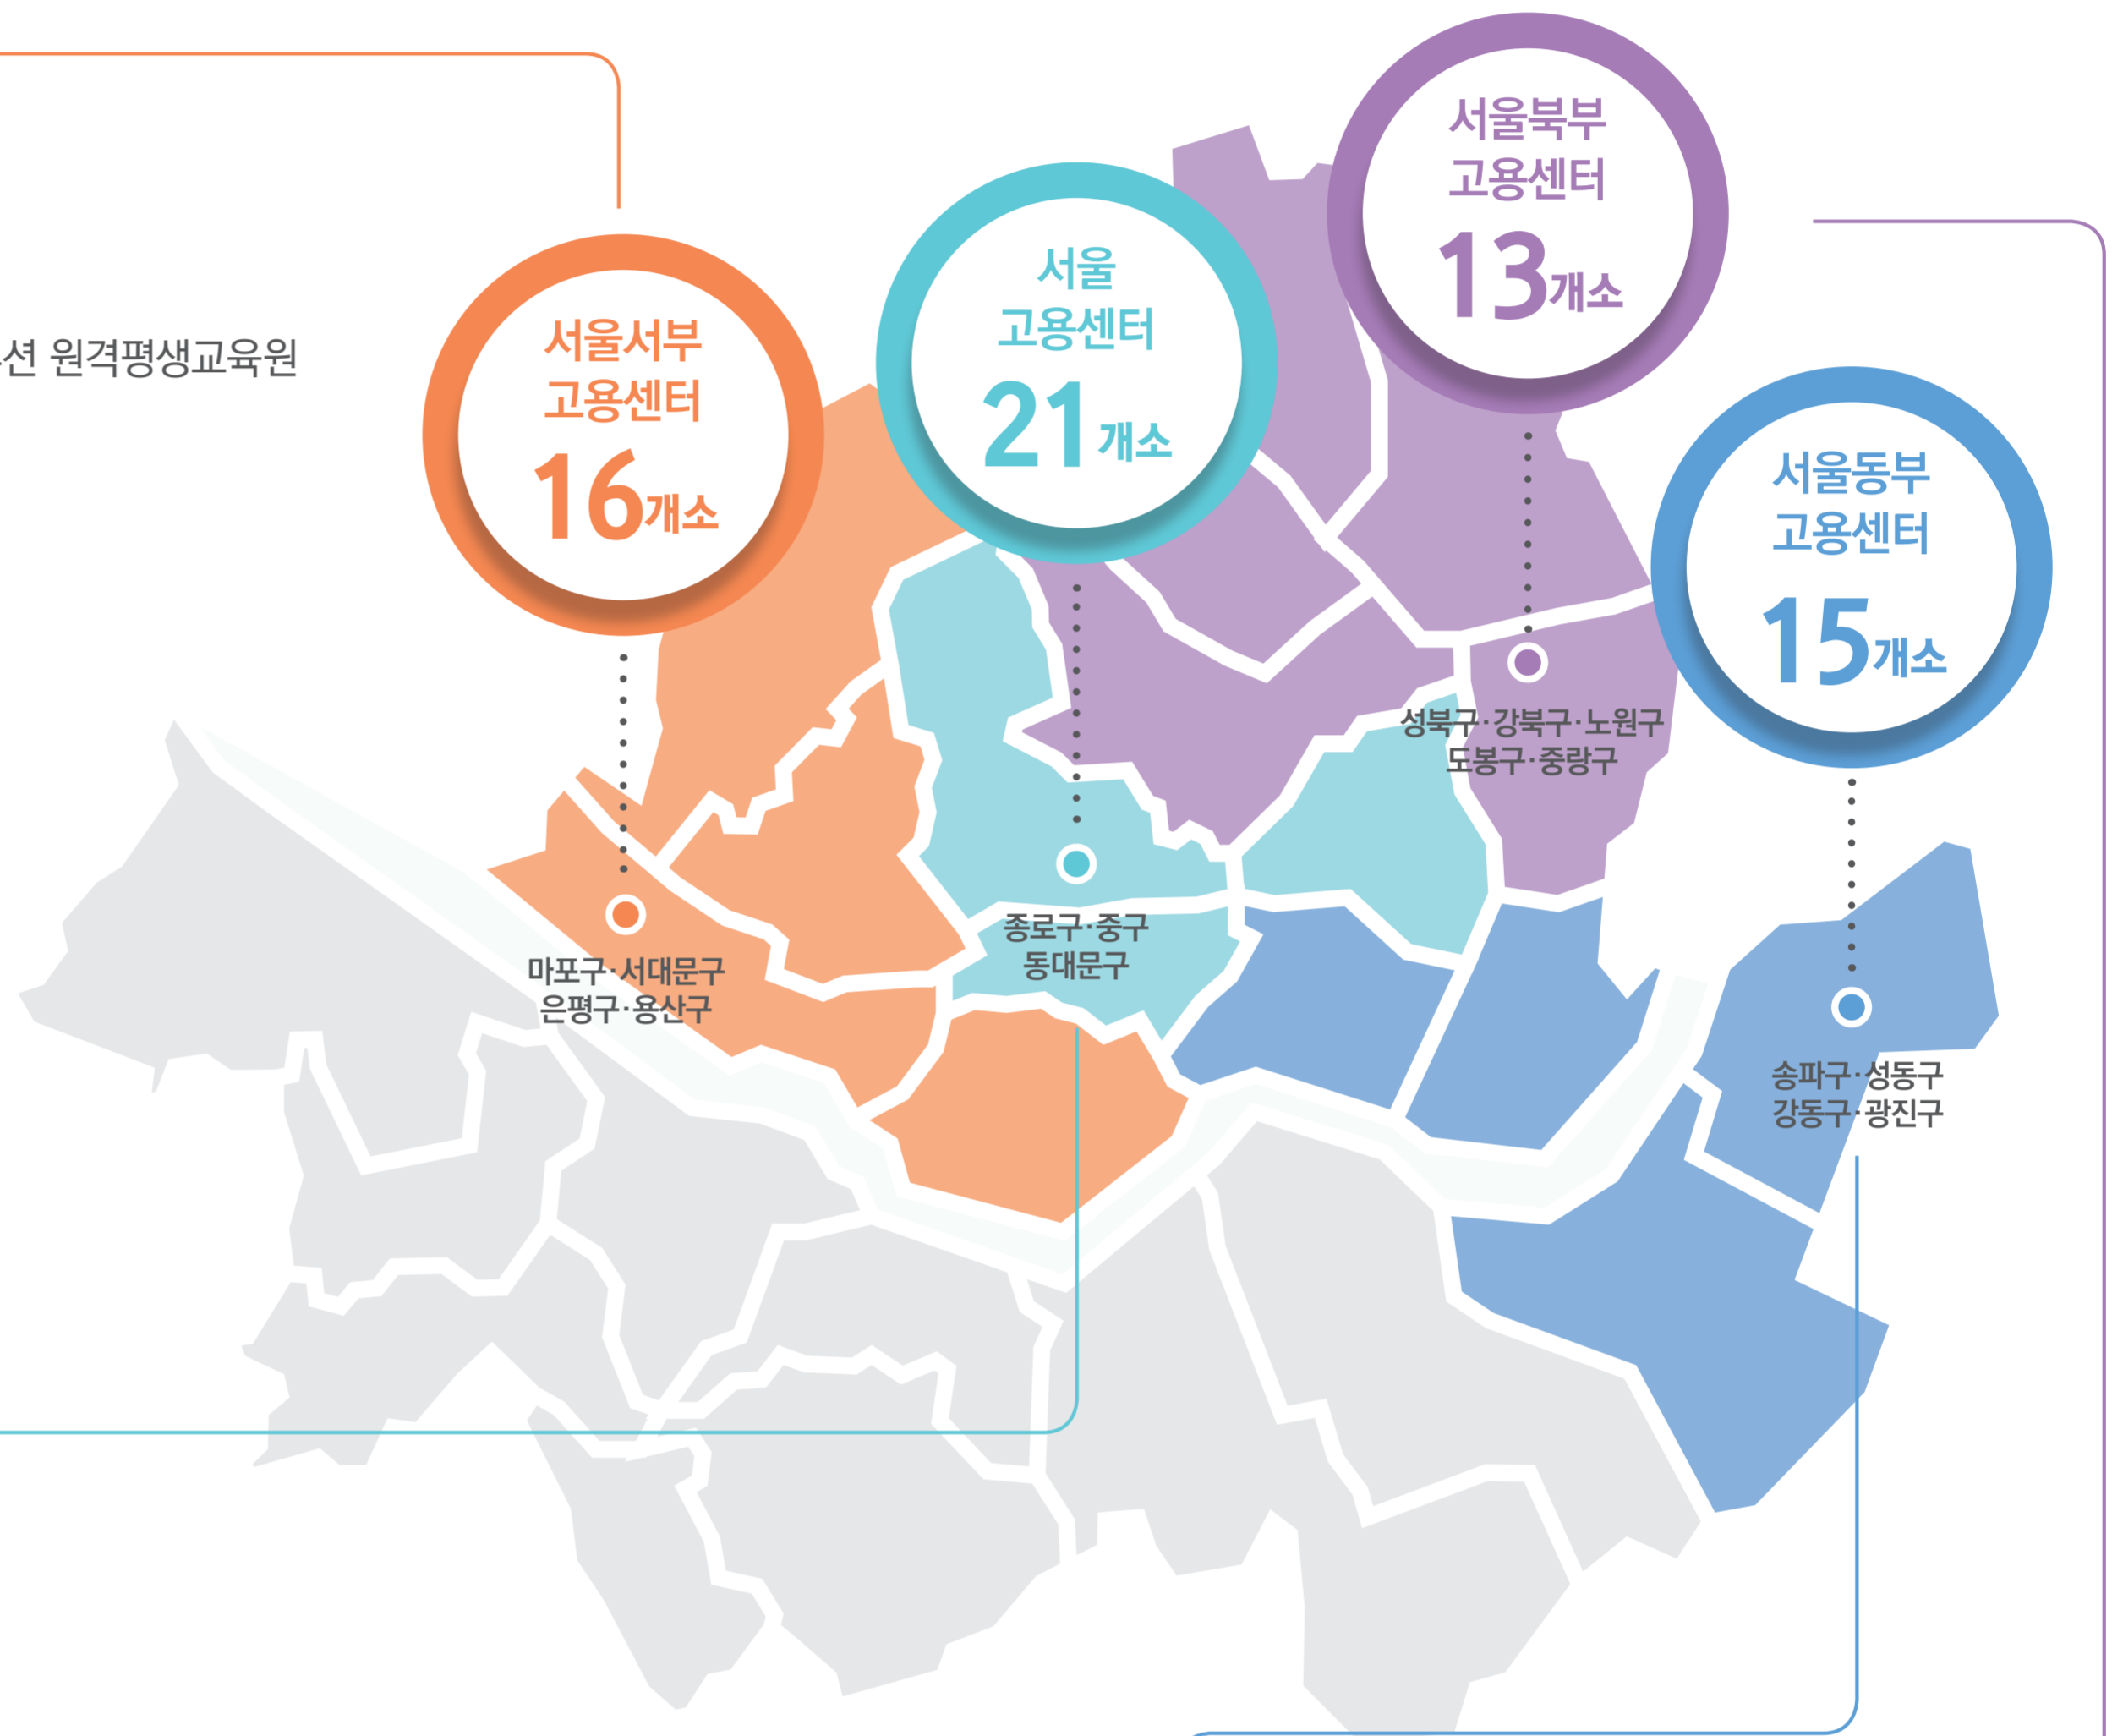 서울북부
고용센터
13개소
서울
고용센터
21개소
서울서부
고용센터
16개소
원격평생교육원
서울동부
고용센터
15개소
성북구·강북구·노원구
도봉구·중랑구
종로구·중구
동대문구
마포구·서대문구
은평구·용산구
송파구·성동구
강동구·광진구